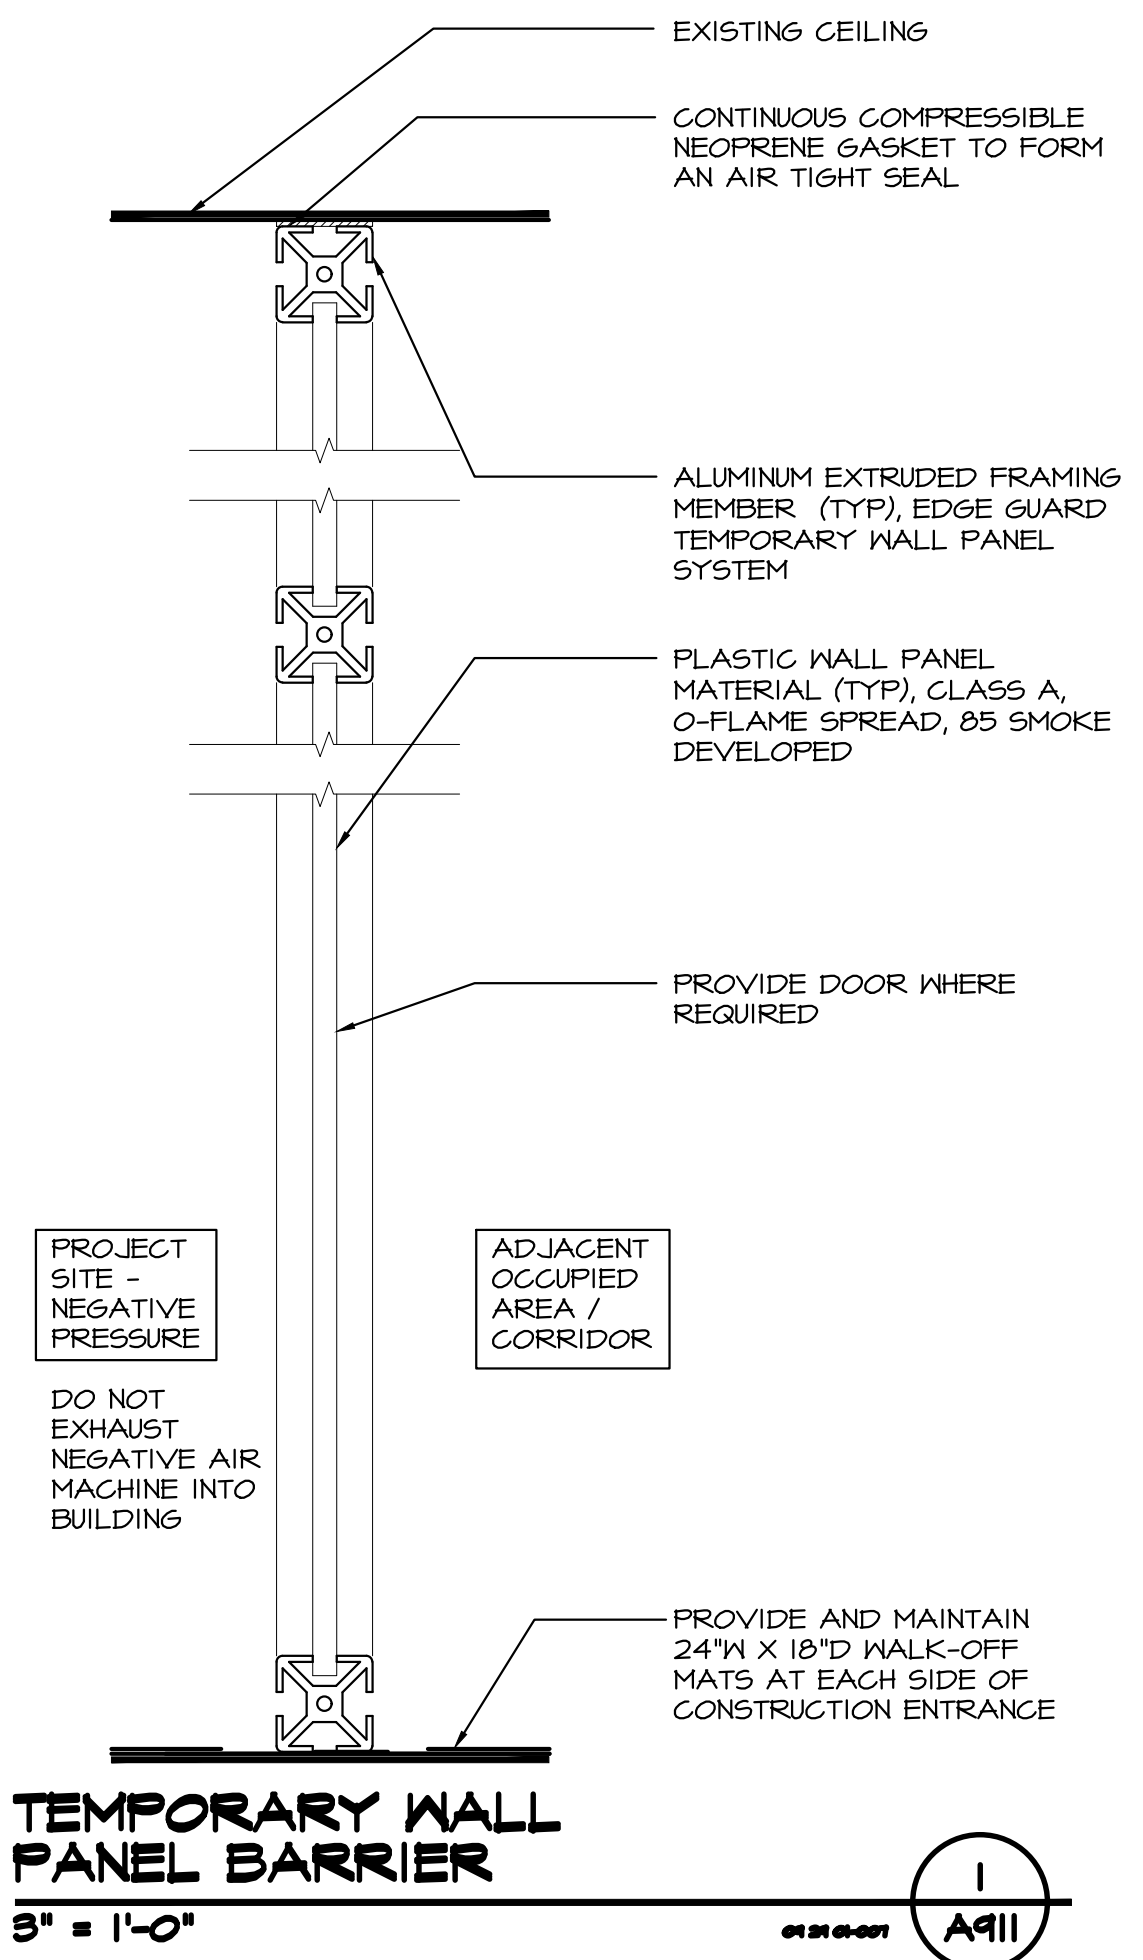 EXISTING CEILING
CONTINUOUS COMPRESSIBLE
NEOPRENE GASKET TO FORM
AN AIR TIGHT SEAL
ALUMINUM EXTRUDED FRAMING
MEMBER (TYP), EDGE GUARD
TEMPORARY WALL PANEL
SYSTEM
PLASTIC WALL PANEL
MATERIAL (TYP), CLASS A,
0-FLAME SPREAD, 85 SMOKE
DEVELOPED
PROVIDE DOOR WHERE
REQUIRED
PROJECT
SITE -
NEGATIVE
PRESSURE
ADJACENT
OCCUPIED
AREA /
CORRIDOR
DO NOT
EXHAUST
NEGATIVE AIR
MACHINE INTO
BUILDING
PROVIDE AND MAINTAIN
24"W X 18"D WALK-OFF
MATS AT EACH SIDE OF
CONSTRUCTION ENTRANCE
TEMPORARY WALL
PANEL BARRIER
3" = 1'-0"
1
A911